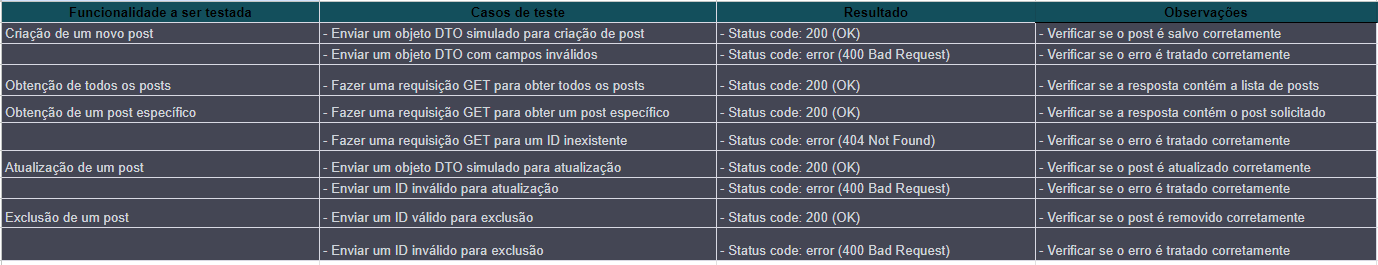 Funcionalidade a ser testada Casos de teste Resultado Observações
Criação de um novo post - Enviar um objeto DTO simulado para criação de post - Status code: 200 (OK) - Verificar se o post é salvo corretamente
- Enviar um objeto DTO com campos inválidos - Status code: error (400 Bad Request) - Verificar se o erro é tratado corretamente
Obtenção de todos os posts - Fazer uma requisição GET para obter todos os posts - Status code: 200 (OK) - Verificar se a resposta contém a lista de posts
Obtenção de um post específico - Fazer uma requisição GET para obter um post específico - Status code: 200 (OK) - Verificar se a resposta contém o post solicitado
- Fazer uma requisição GET para um ID inexistente - Status code: error (404 Not Found) - Verificar se o erro é tratado corretamente
Atualização de um post - Enviar um objeto DTO simulado para atualização - Status code: 200 (OK) - Verificar se o post é atualizado corretamente
- Enviar um ID inválido para atualização - Status code: error (400 Bad Request) - Verificar se o erro é tratado corretamente
Exclusão de um post - Enviar um ID válido para exclusão - Status code: 200 (OK) - Verificar se o post é removido corretamente
- Enviar um ID inválido para exclusão - Status code: error (400 Bad Request) - Verificar se o erro é tratado corretamente